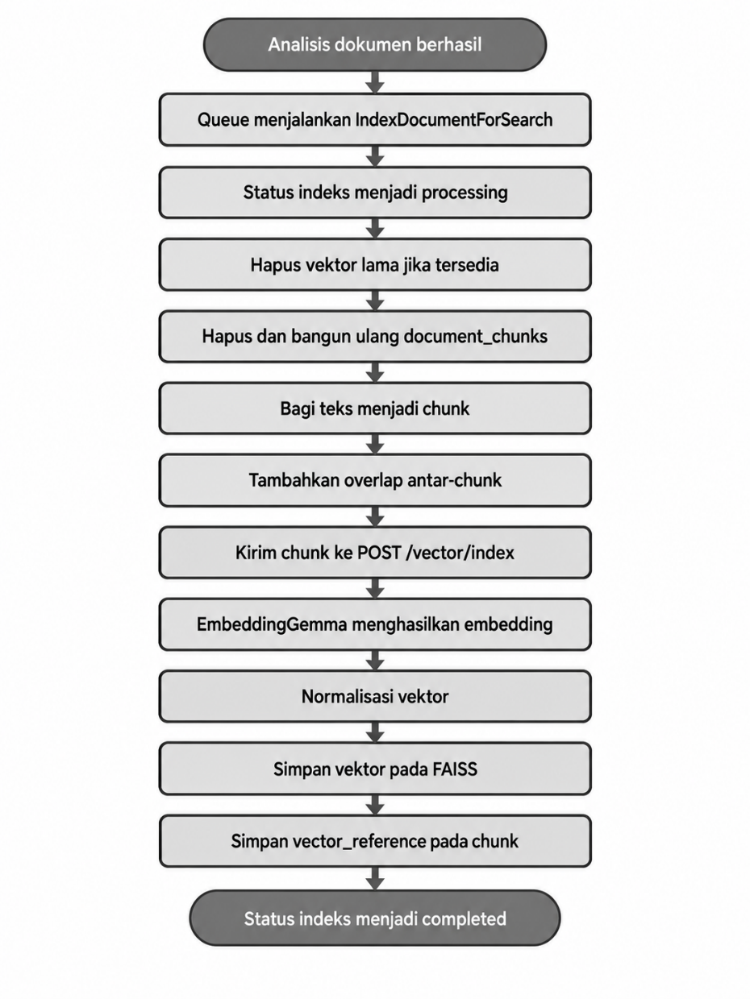 Analisis dokumen berhasil
Queue menjalankan IndexDocumentForSearch
Status indeks menjadi processing
Hapus vektor lama jika tersedia
Hapus dan bangun ulang document_chunks
Bagi teks menjadi chunk
Tambahkan overlap antar-chunk
Kirim chunk ke POST /vector/index
EmbeddingGemma menghasilkan embedding
Normalisasi vektor
Simpan vektor pada FAISS
Simpan vector_reference pada chunk
Status indeks menjadi completed